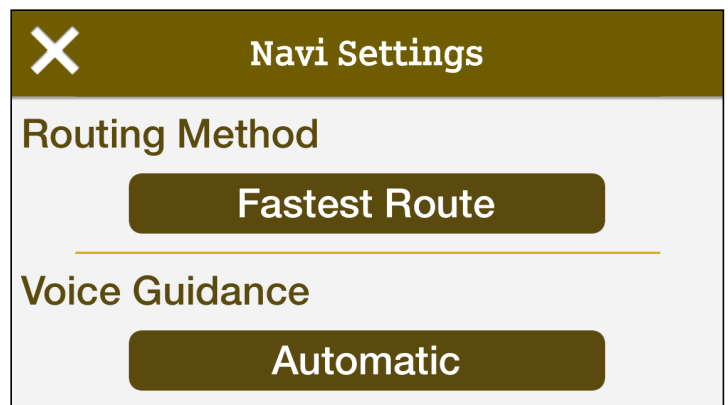 Navi Settings
Routing Method
Fastest Route
Voice Guidance
Automatic